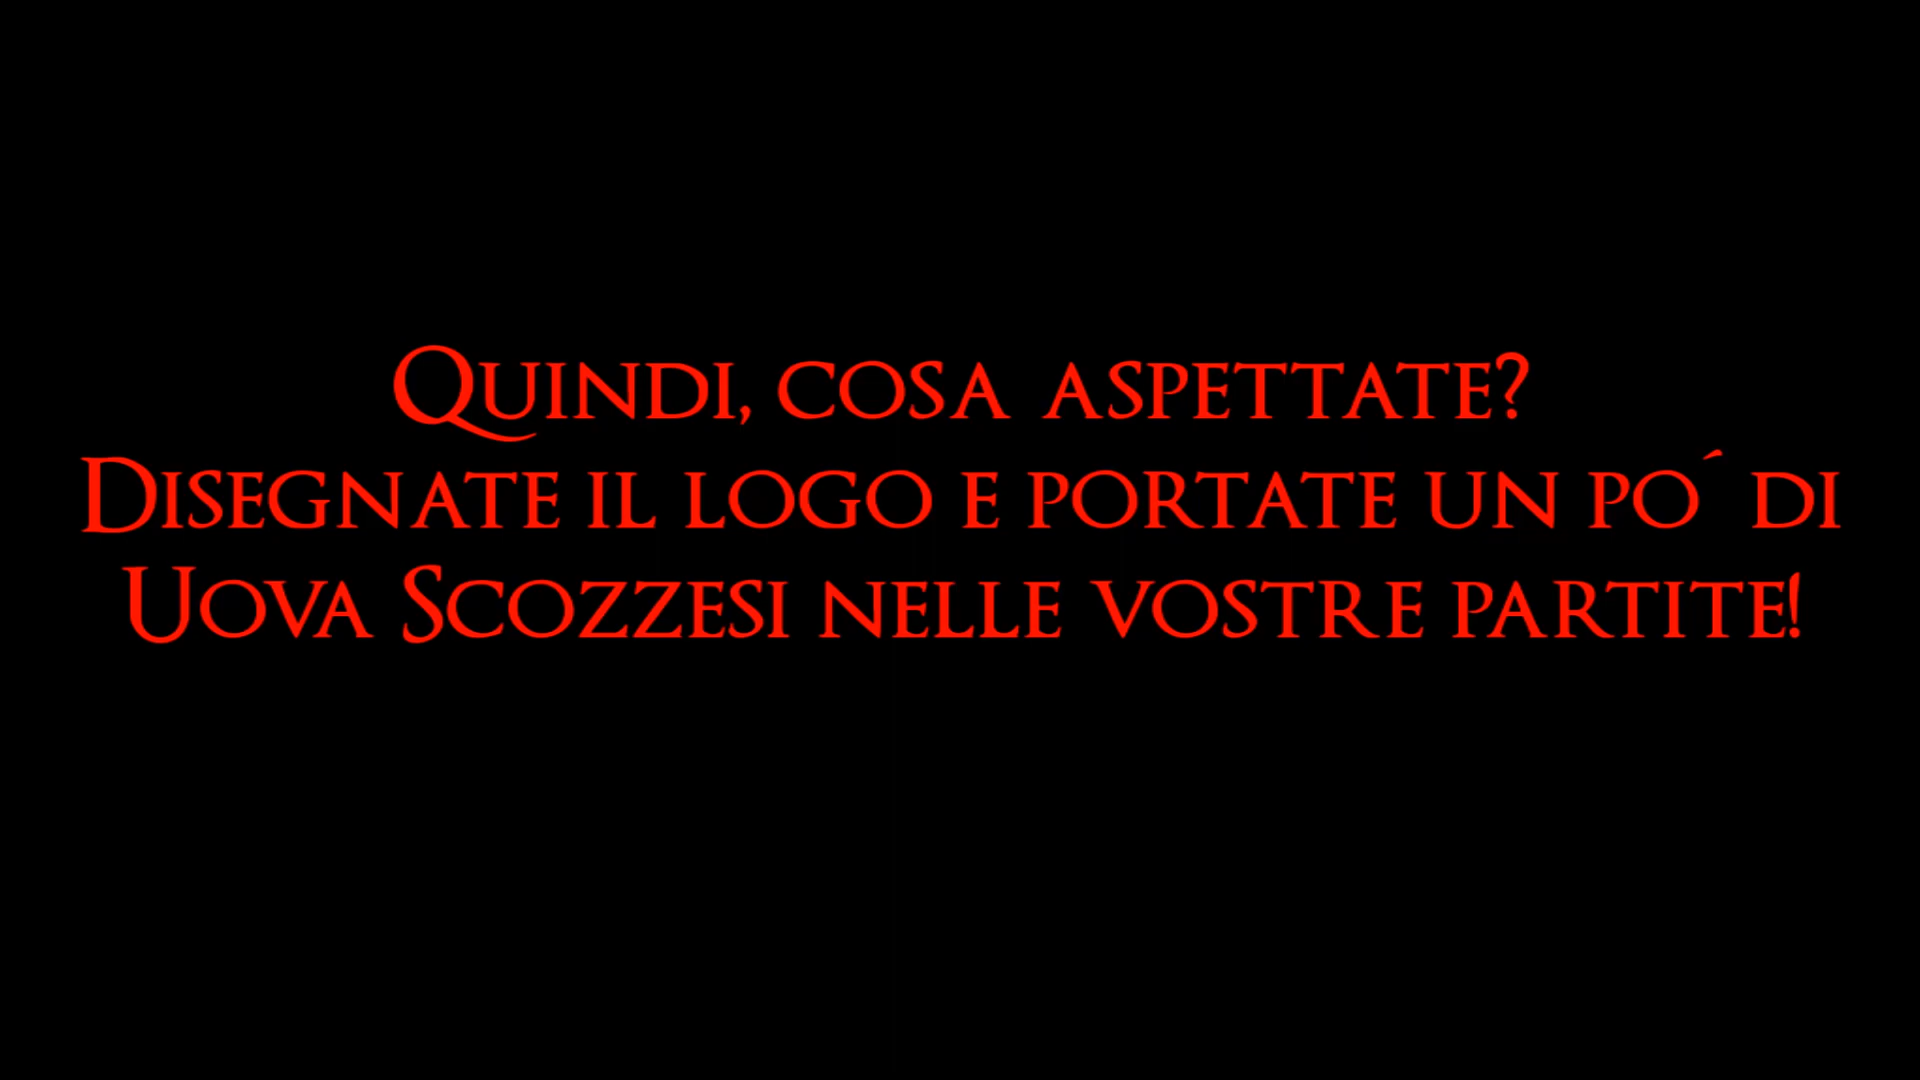 Quindi, cosa aspettate?
Disegnate il logo e portate un po´ di
Uova Scozzesi nelle vostre partite!